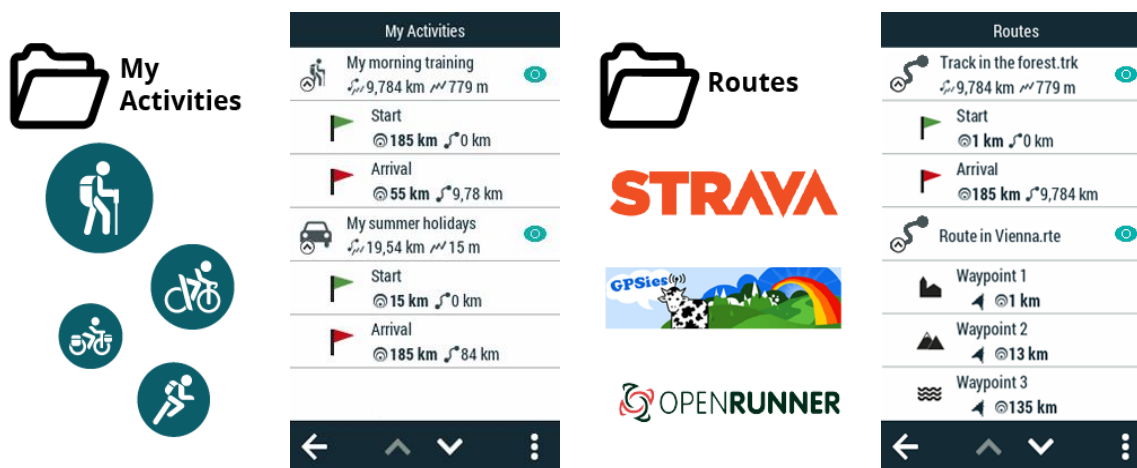 My
Activities
My Activities
My morning training
9,784 km 779 m
Start
185 km 0 km
Arrival
55 km 9,78 km
My summer holidays
19,54 km 15 m
Start
15 km 0 km
Arrival
185 km 84 km
Routes
STRAVA
GPSies
OPENRUNNER
Routes
Track in the forest.trk
9,784 km 779 m
Start
1 km 0 km
Arrival
185 km 9,784 km
Route in Vienna.rte
Waypoint 1
1 km
Waypoint 2
13 km
Waypoint 3
135 km